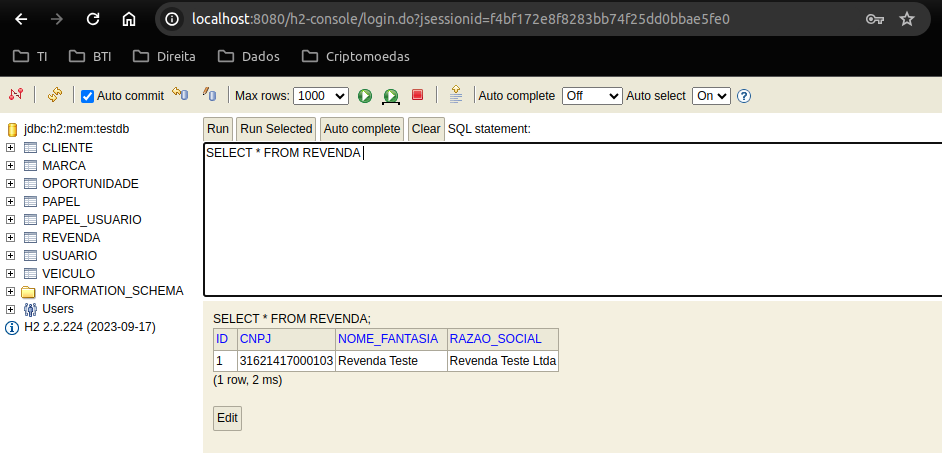 localhost:8080/h2-console/login.do?jsessionid=f4bf172e8f8283bb74f25dd0bbae5fe0
TI BTI Direita Dados Criptomoedas
Auto commit Max rows: 1000 Auto complete Off Auto select On
jdbc:h2:mem:testdb
CLIENTE
MARCA
OPORTUNIDADE
PAPEL
PAPEL_USUARIO
REVENDA
USUARIO
VEICULO
INFORMATION_SCHEMA
Users
H2 2.2.224 (2023-09-17)
Run Run Selected Auto complete Clear SQL statement:
SELECT * FROM REVENDA
SELECT * FROM REVENDA;
ID CNPJ NOME_FANTASIA RAZAO_SOCIAL
1 31621417000103 Revenda Teste Revenda Teste Ltda
(1 row, 2 ms)
Edit